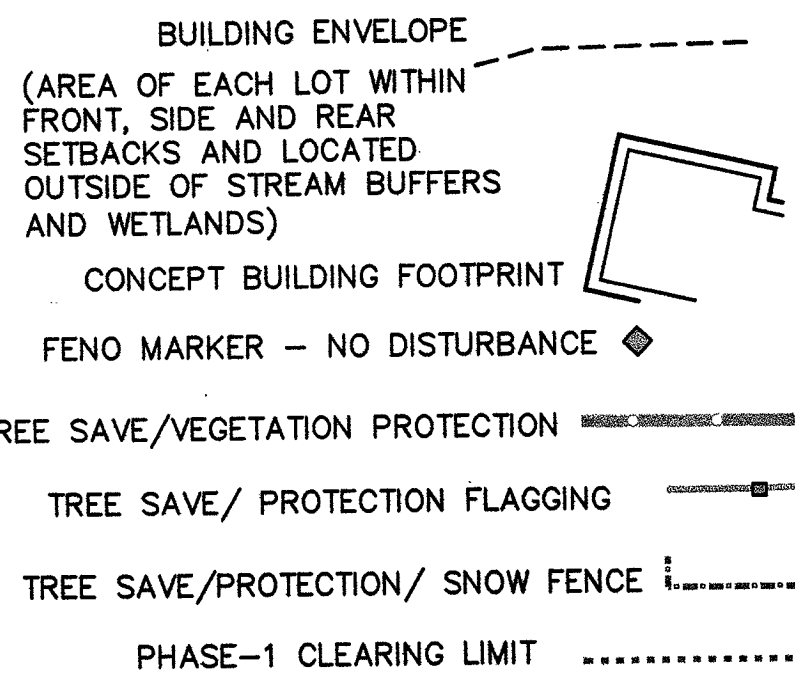 BUILDING ENVELOPE
(AREA OF EACH LOT WITHIN
FRONT, SIDE AND REAR
SETBACKS AND LOCATED
OUTSIDE OF STREAM BUFFERS
AND WETLANDS)
CONCEPT BUILDING FOOTPRINT
FENO MARKER – NO DISTURBANCE
REE SAVE/VEGETATION PROTECTION
TREE SAVE/ PROTECTION FLAGGING
TREE SAVE/PROTECTION/ SNOW FENCE
PHASE–1 CLEARING LIMIT